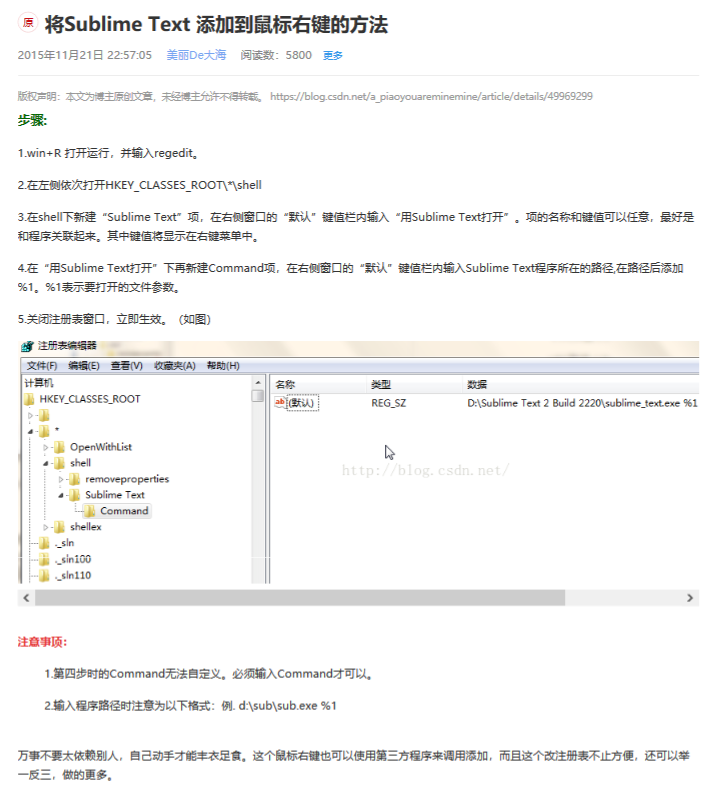 原 将Sublime Text 添加到鼠标右键的方法
2015年11月21日 22:57:05 美丽De大海 阅读数：5800 更多
版权声明：本文为博主原创文章，未经博主允许不得转载。 https://blog.csdn.net/a_piaoyouareminemine/article/details/49969299
步骤:
1.win+R 打开运行，并输入regedit。
2.在左侧依次打开HKEY_CLASSES_ROOT\*\shell
3.在shell下新建“Sublime Text”项，在右侧窗口的“默认”键值栏内输入“用Sublime Text打开”。项的名称和键值可以任意，最好是
和程序关联起来。其中键值将显示在右键菜单中。
4.在“用Sublime Text打开”下再新建Command项，在右侧窗口的“默认”键值栏内输入Sublime Text程序所在的路径,在路径后添加
%1。%1表示要打开的文件参数。
5.关闭注册表窗口，立即生效。（如图）
注册表编辑器
文件(F) 编辑(E) 查看(V) 收藏夹(A) 帮助(H)
计算机
名称 类型 数据
HKEY_CLASSES_ROOT
ab (默认) REG_SZ D:\Sublime Text 2 Build 2220\sublime_text.exe %1
*
OpenWithList
shell
http://blog.csdn.net/
removeproperties
Sublime Text
Command
shellex
._sln
._sln100
._sln110
注意事项：
1.第四步时的Command无法自定义。必须输入Command才可以。
2.输入程序路径时注意为以下格式：例. d:\sub\sub.exe %1
万事不要太依赖别人，自己动手才能丰衣足食。这个鼠标右键也可以使用第三方程序来调用添加，而且这个改注册表不止方便，还可以举
一反三，做的更多。